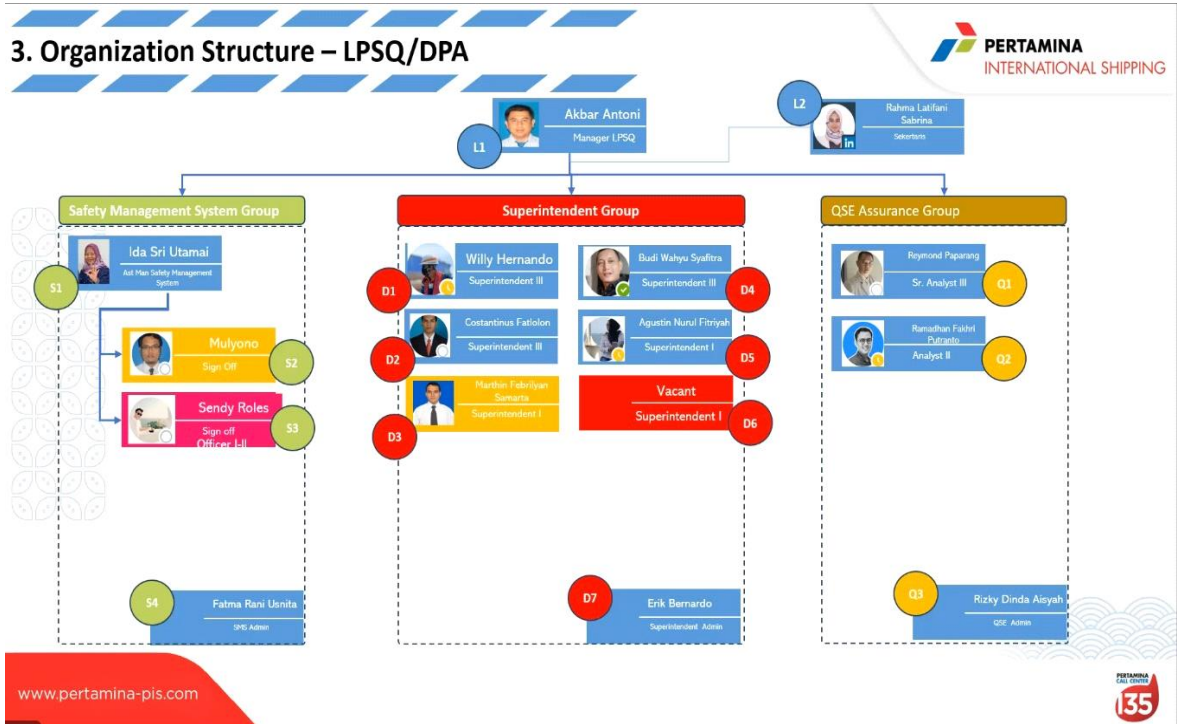 3. Organization Structure – LPSQ/DPA
PERTAMINA
INTERNATIONAL SHIPPING
L1
Akbar Antoni
Manager LPSQ
L2
Rahma Latifani
Sabrina
Sekertaris
in
Safety Management System Group
Superintendent Group
QSE Assurance Group
S1
Ida Sri Utamai
Ast Man Safety Management
System
Mulyono
Sign Off
S2
Sendy Roles
Sign off
Officer I-II
S3
S4
Fatma Rani Usnita
SMS Admin
D1
Willy Hernando
Superintendent III
Budi Wahyu Syafitra
Superintendent III
D4
D2
Costantinus Fatlolon
Superintendent III
Agustin Nurul Fitriyah
Superintendent I
D5
D3
Marthin Febrilyan
Samarta
Superintendent I
Vacant
Superintendent I
D6
D7
Erik Bernardo
Superintendent Admin
Reymond Paparang
Sr. Analyst III
Q1
Ramadhan Fakhri
Putranto
Analyst II
Q2
Q3
Rizky Dinda Aisyah
QSE Admin
www.pertamina-pis.com
PERTAMINA
CALL CENTER
135